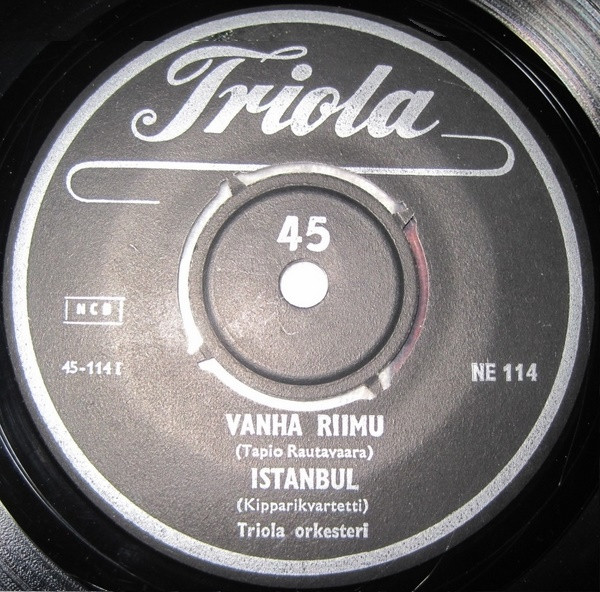 Triola
45
NCB
45-114 I
NE 114
VANHA RIIMU
(Tapio Rautavaara)
ISTANBUL
(Kipparikvartetti)
Triola orkesteri